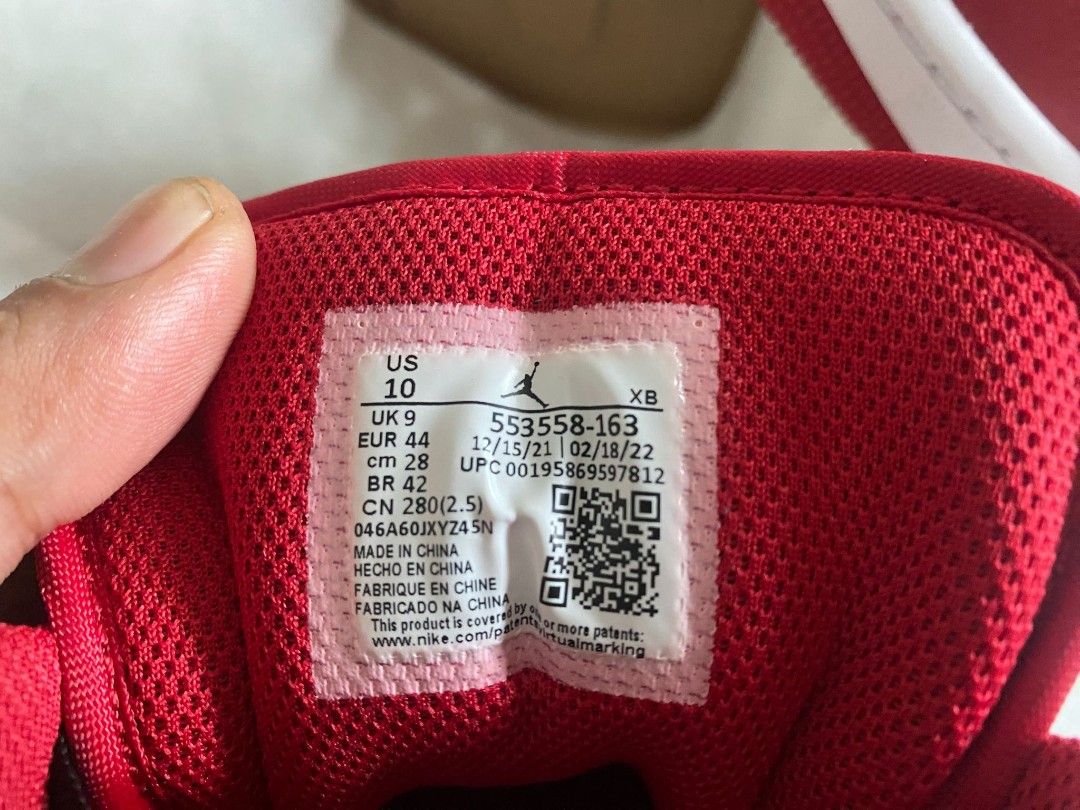 US
10
XB
UK 9
553558-163
EUR 44
12/15/21 | 02/18/22
cm 28
UPC 00195869597812
BR 42
CN 280(2.5)
046A60JXYZ45N
MADE IN CHINA
HECHO EN CHINA
FABRIQUE EN CHINE
FABRICADO NA CHINA
This product is covered by one or more patents:
www.nike.com/patentsvirtualmarking